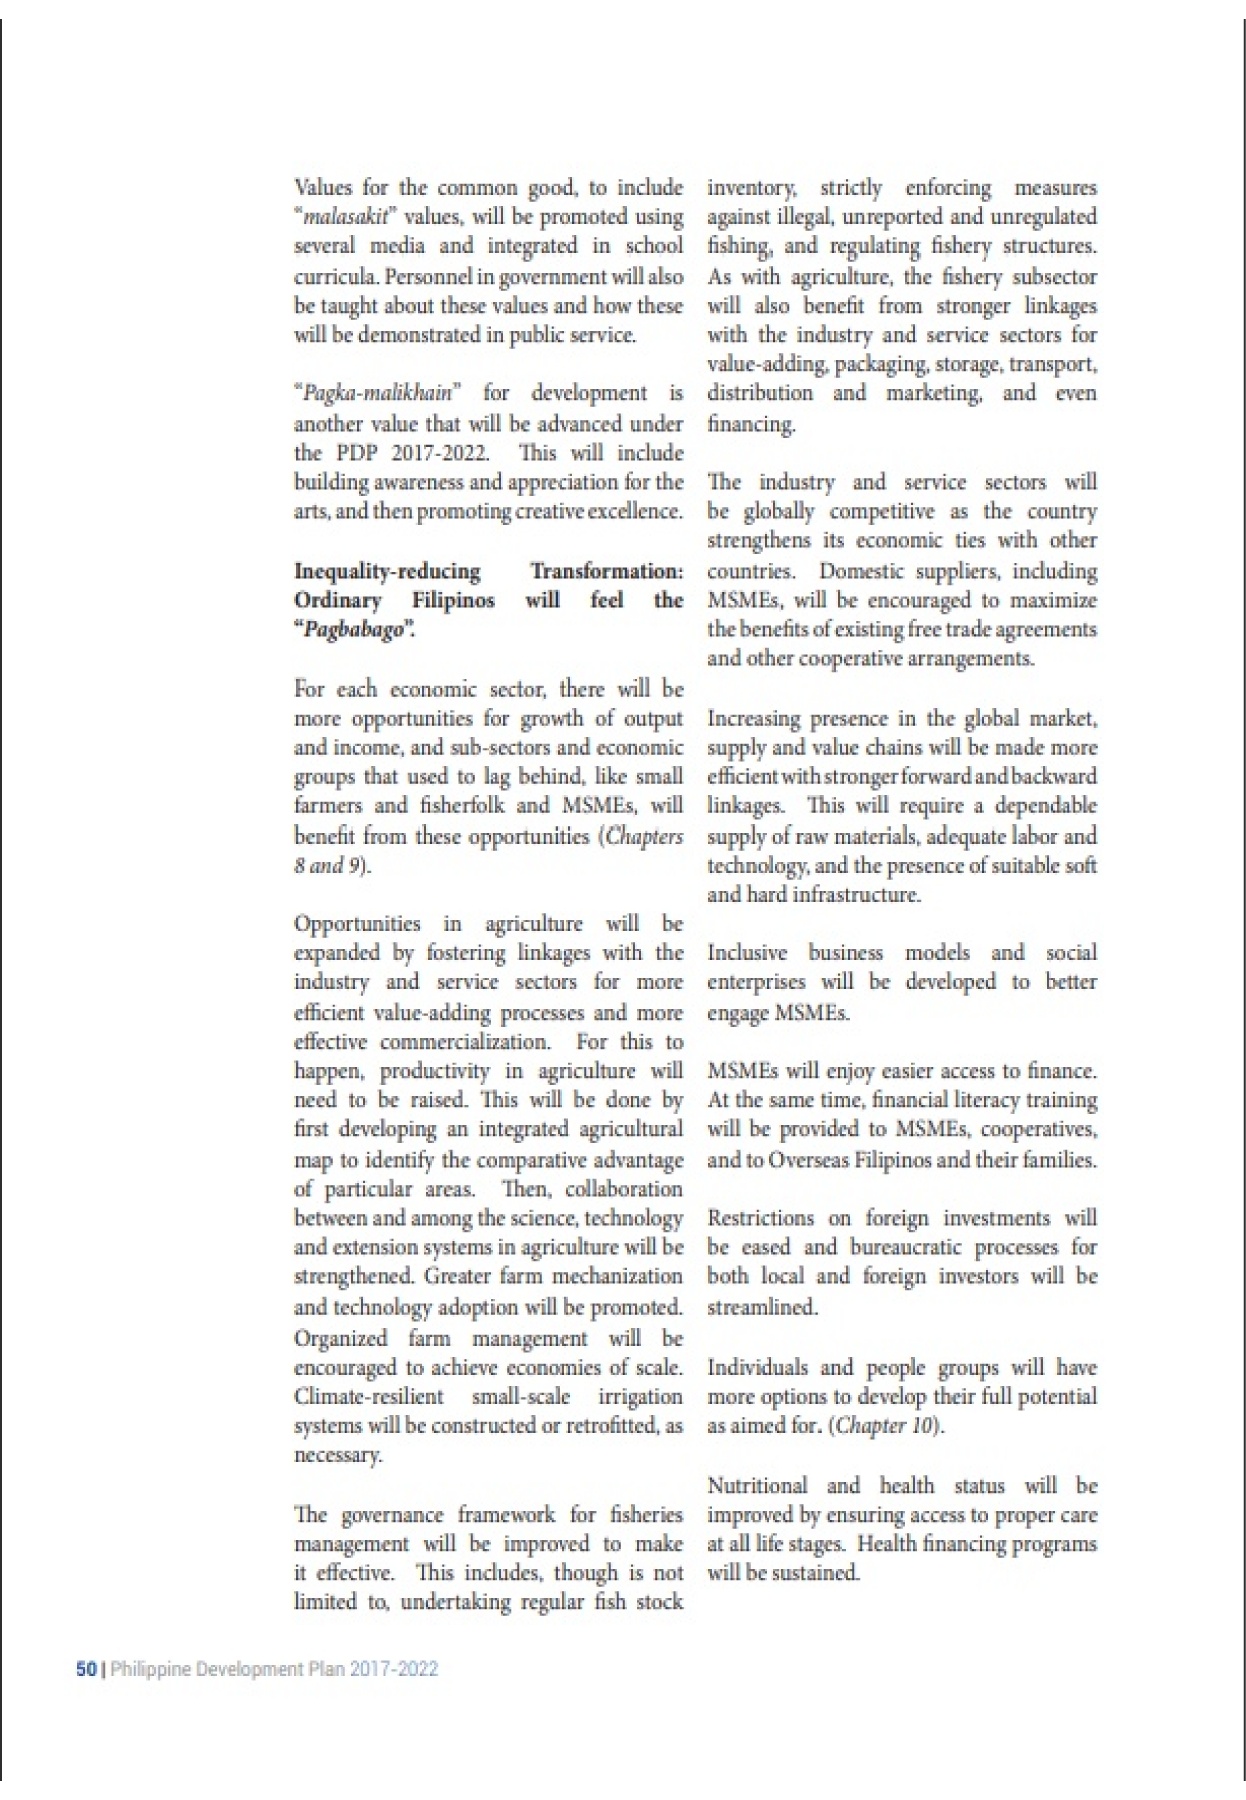 Values for the common good, to include
“malasakit” values, will be promoted using
several media and integrated in school
curricula. Personnel in government will also
be taught about these values and how these
will be demonstrated in public service.
“Pagka-malikhain” for development is
another value that will be advanced under
the PDP 2017-2022. This will include
building awareness and appreciation for the
arts, and then promoting creative excellence.
Inequality-reducing Transformation:
Ordinary Filipinos will feel the
“Pagbabago”.
For each economic sector, there will be
more opportunities for growth of output
and income, and sub-sectors and economic
groups that used to lag behind, like small
farmers and fisherfolk and MSMEs, will
benefit from these opportunities (Chapters
8 and 9).
Opportunities in agriculture will be
expanded by fostering linkages with the
industry and service sectors for more
efficient value-adding processes and more
effective commercialization. For this to
happen, productivity in agriculture will
need to be raised. This will be done by
first developing an integrated agricultural
map to identify the comparative advantage
of particular areas. Then, collaboration
between and among the science, technology
and extension systems in agriculture will be
strengthened. Greater farm mechanization
and technology adoption will be promoted.
Organized farm management will be
encouraged to achieve economies of scale.
Climate-resilient small-scale irrigation
systems will be constructed or retrofitted, as
necessary.
The governance framework for fisheries
management will be improved to make
it effective. This includes, though is not
limited to, undertaking regular fish stock
inventory, strictly enforcing measures
against illegal, unreported and unregulated
fishing, and regulating fishery structures.
As with agriculture, the fishery subsector
will also benefit from stronger linkages
with the industry and service sectors for
value-adding, packaging, storage, transport,
distribution and marketing, and even
financing.
The industry and service sectors will
be globally competitive as the country
strengthens its economic ties with other
countries. Domestic suppliers, including
MSMEs, will be encouraged to maximize
the benefits of existing free trade agreements
and other cooperative arrangements.
Increasing presence in the global market,
supply and value chains will be made more
efficient with stronger forward and backward
linkages. This will require a dependable
supply of raw materials, adequate labor and
technology, and the presence of suitable soft
and hard infrastructure.
Inclusive business models and social
enterprises will be developed to better
engage MSMEs.
MSMEs will enjoy easier access to finance.
At the same time, financial literacy training
will be provided to MSMEs, cooperatives,
and to Overseas Filipinos and their families.
Restrictions on foreign investments will
be eased and bureaucratic processes for
both local and foreign investors will be
streamlined.
Individuals and people groups will have
more options to develop their full potential
as aimed for. (Chapter 10).
Nutritional and health status will be
improved by ensuring access to proper care
at all life stages. Health financing programs
will be sustained.
50 | Philippine Development Plan 2017-2022